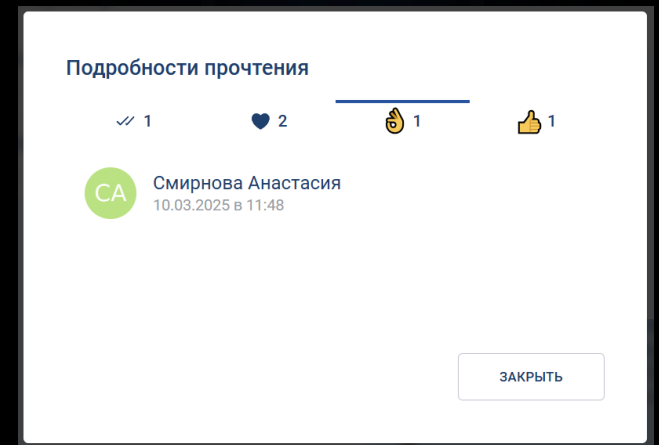 Подробности прочтения
1 2 1 1
СА
Смирнова Анастасия
10.03.2025 в 11:48
ЗАКРЫТЬ